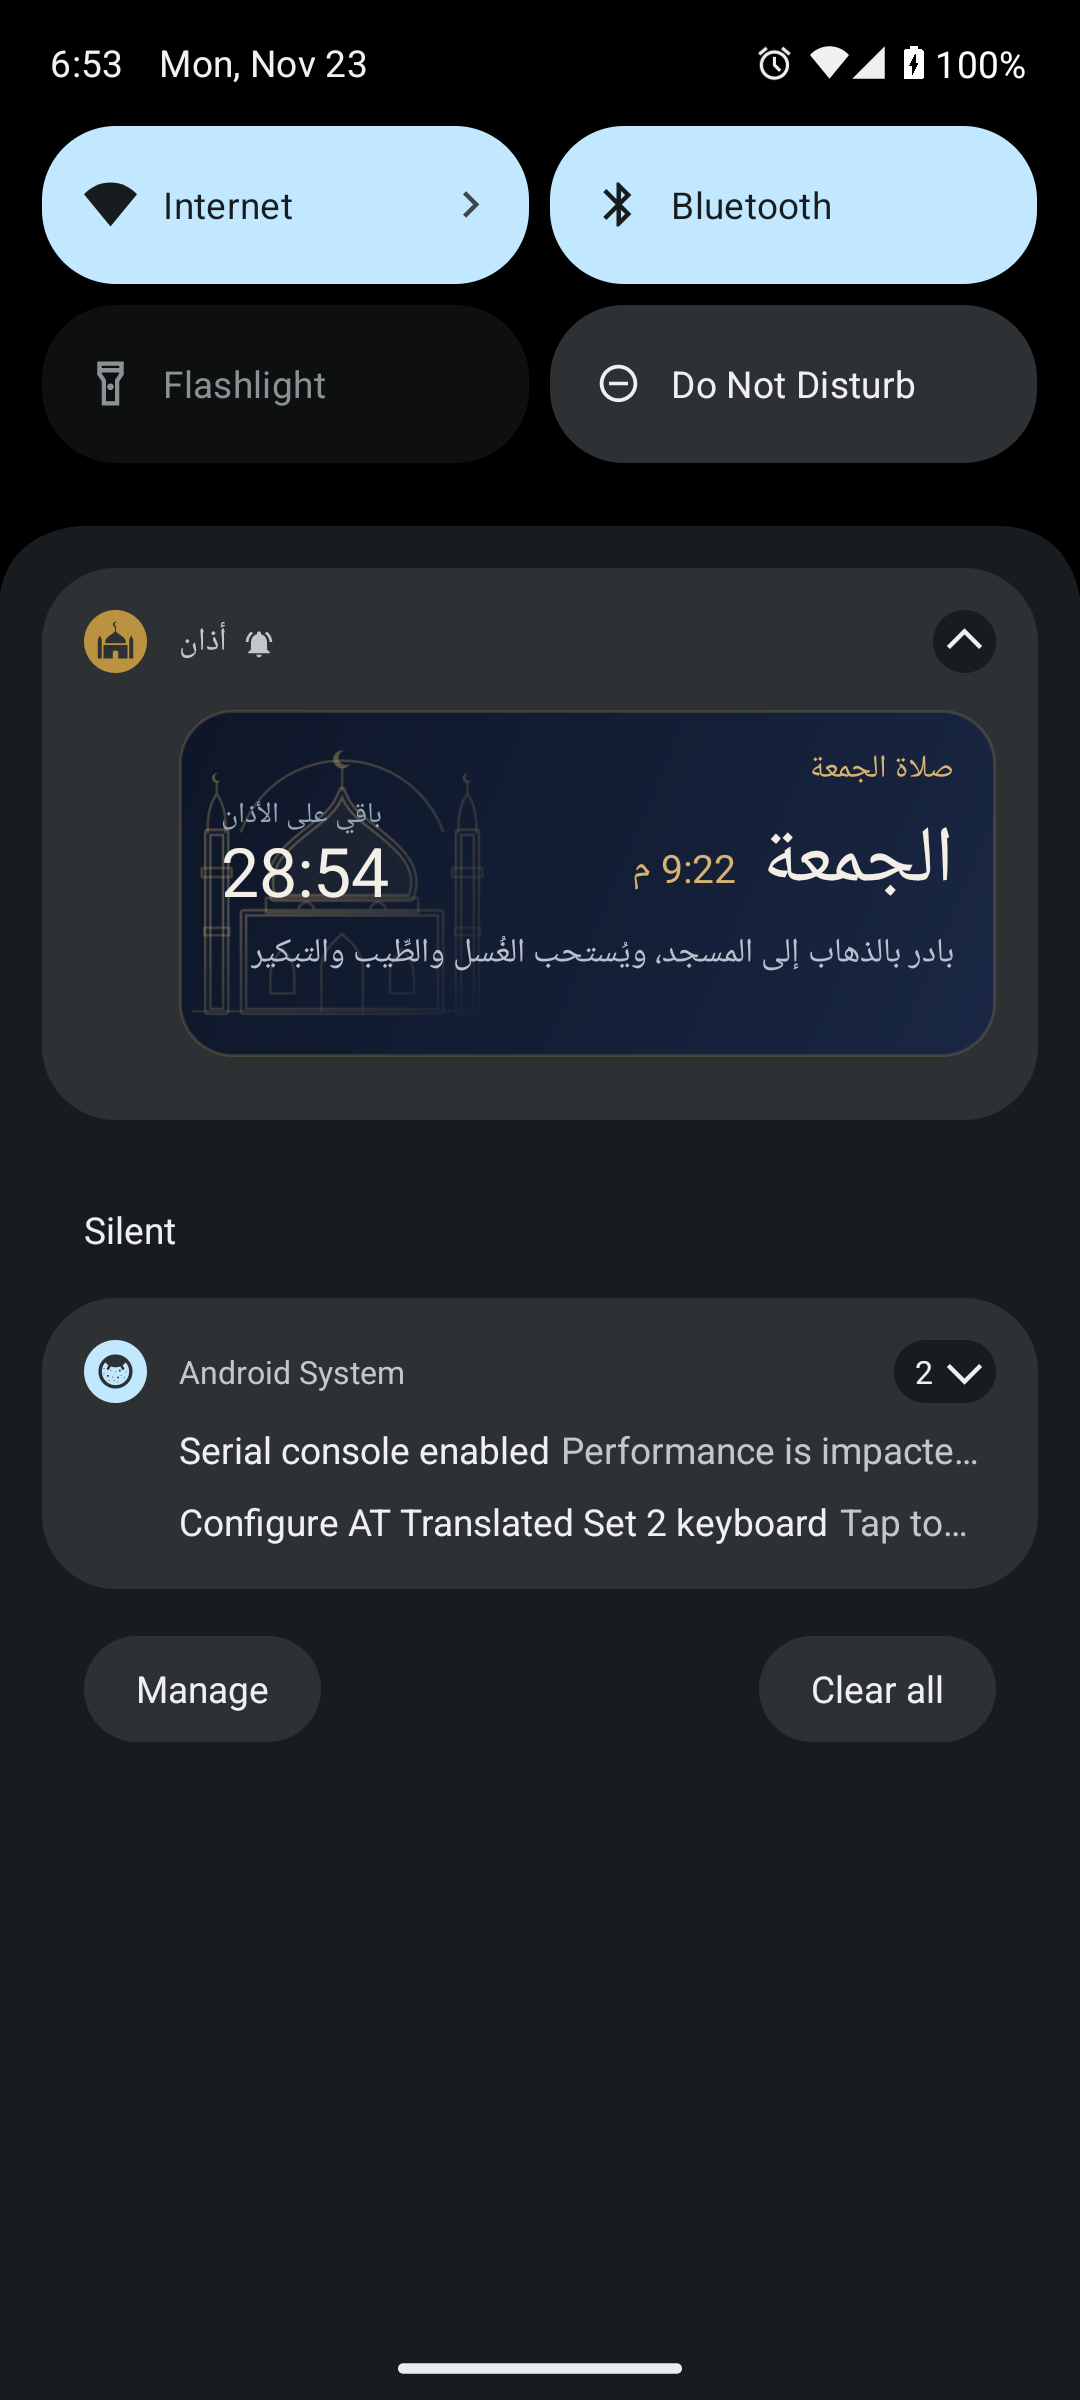 6:53 Mon, Nov 23 100%
Internet
Bluetooth
Flashlight
Do Not Disturb
أذان
صلاة الجمعة
الجمعة 9:22 م
باقي على الأذان
28:54
بادر بالذهاب إلى المسجد، ويُستحب الغُسل والطِّيب والتبكير
Silent
Android System 2
Serial console enabled Performance is impacte…
Configure AT Translated Set 2 keyboard Tap to…
Manage
Clear all